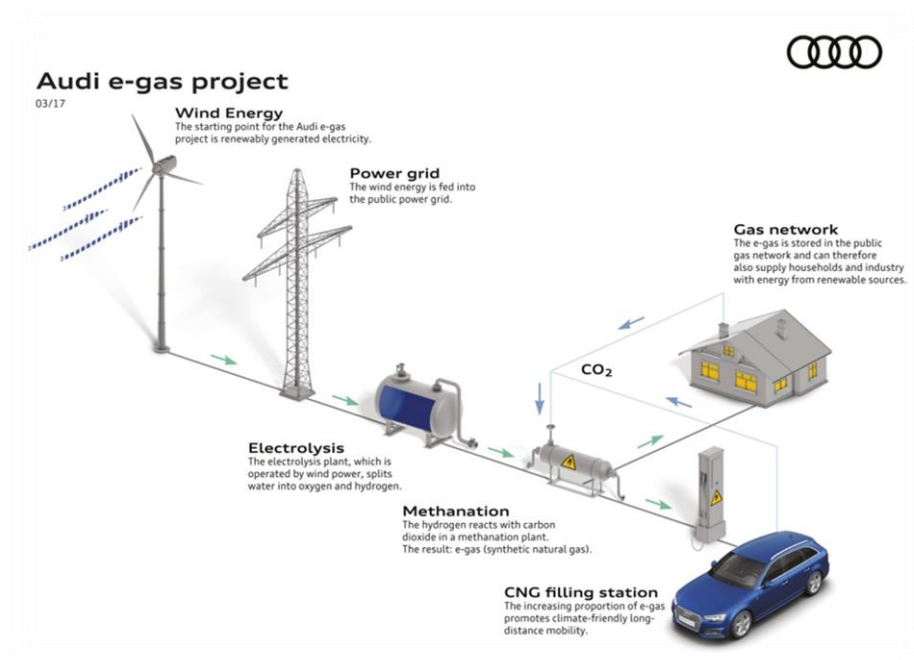 Audi e-gas project
03/17
Wind Energy
The starting point for the Audi e-gas
project is renewably generated electricity.
Power grid
The wind energy is fed into
the public power grid.
Gas network
The e-gas is stored in the public
gas network and can therefore
also supply households and industry
with energy from renewable sources.
CO₂
Electrolysis
The electrolysis plant, which is
operated by wind power, splits
water into oxygen and hydrogen.
Methanation
The hydrogen reacts with carbon
dioxide in a methanation plant.
The result: e-gas (synthetic natural gas).
CNG filling station
The increasing proportion of e-gas
promotes climate-friendly long-
distance mobility.